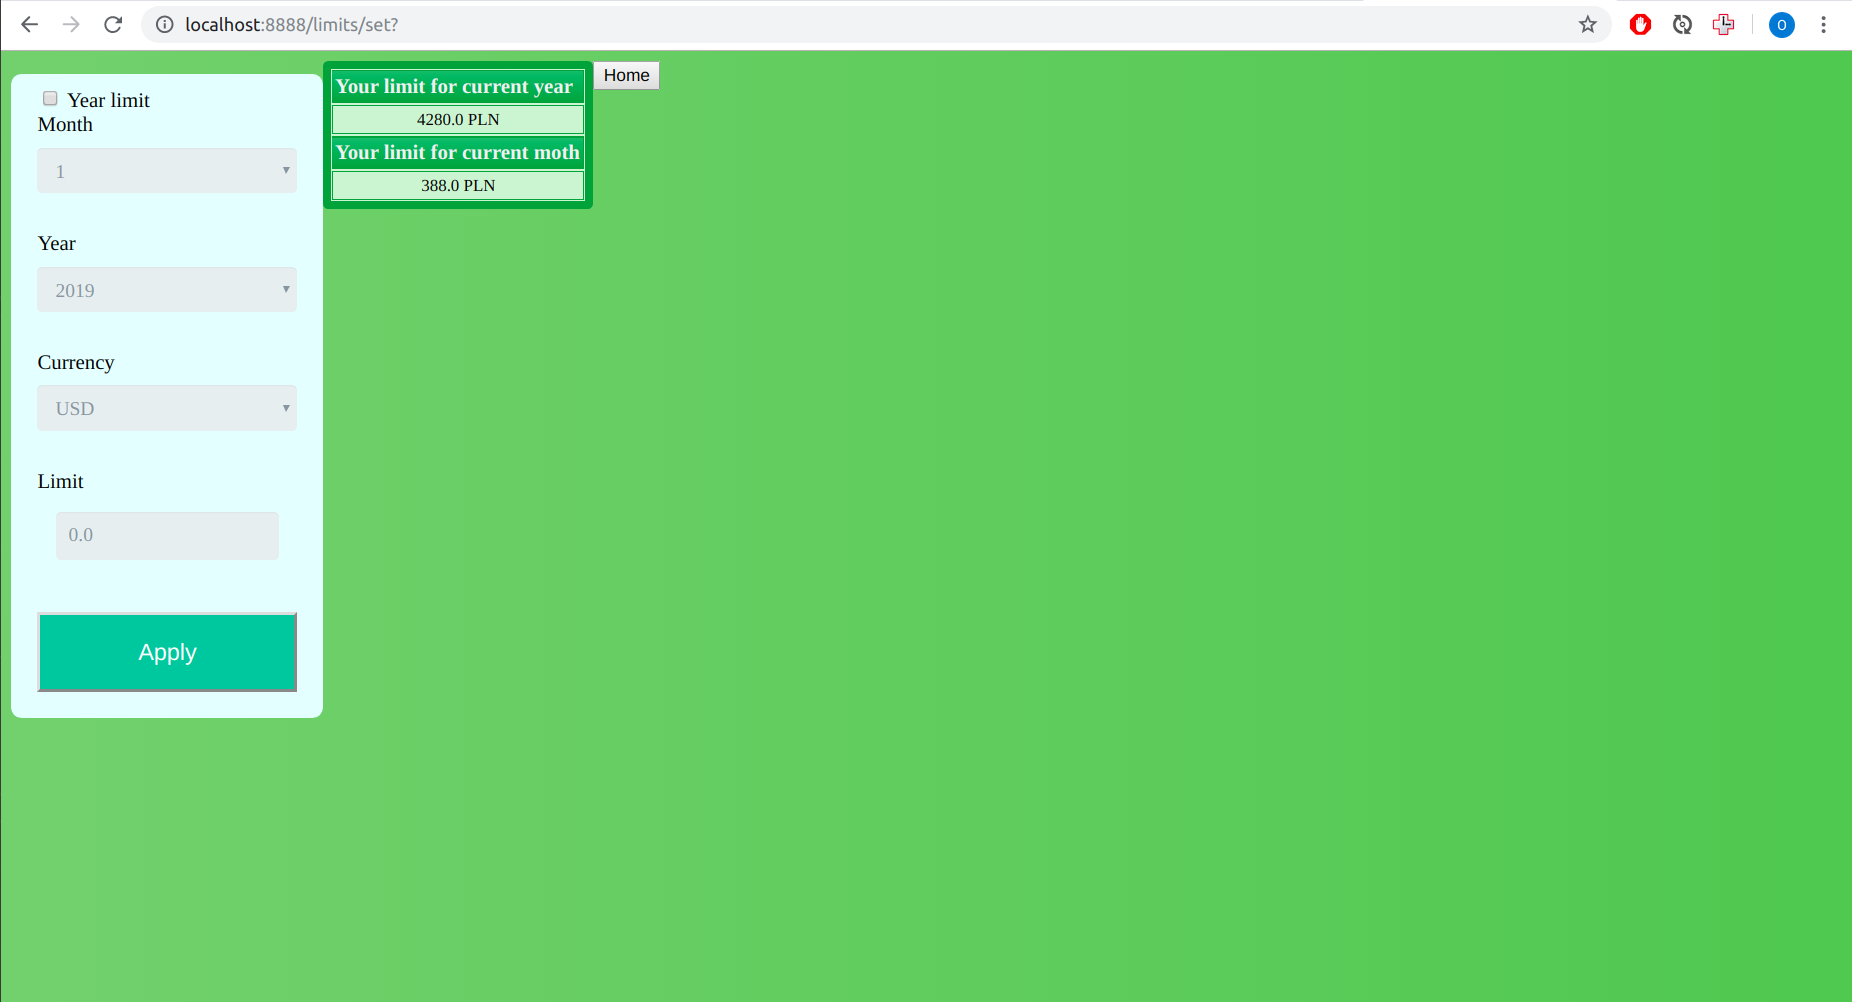 localhost:8888/limits/set?
O
Year limit
Month
1
Year
2019
Currency
USD
Limit
0.0
Apply
Your limit for current year
4280.0 PLN
Your limit for current moth
388.0 PLN
Home